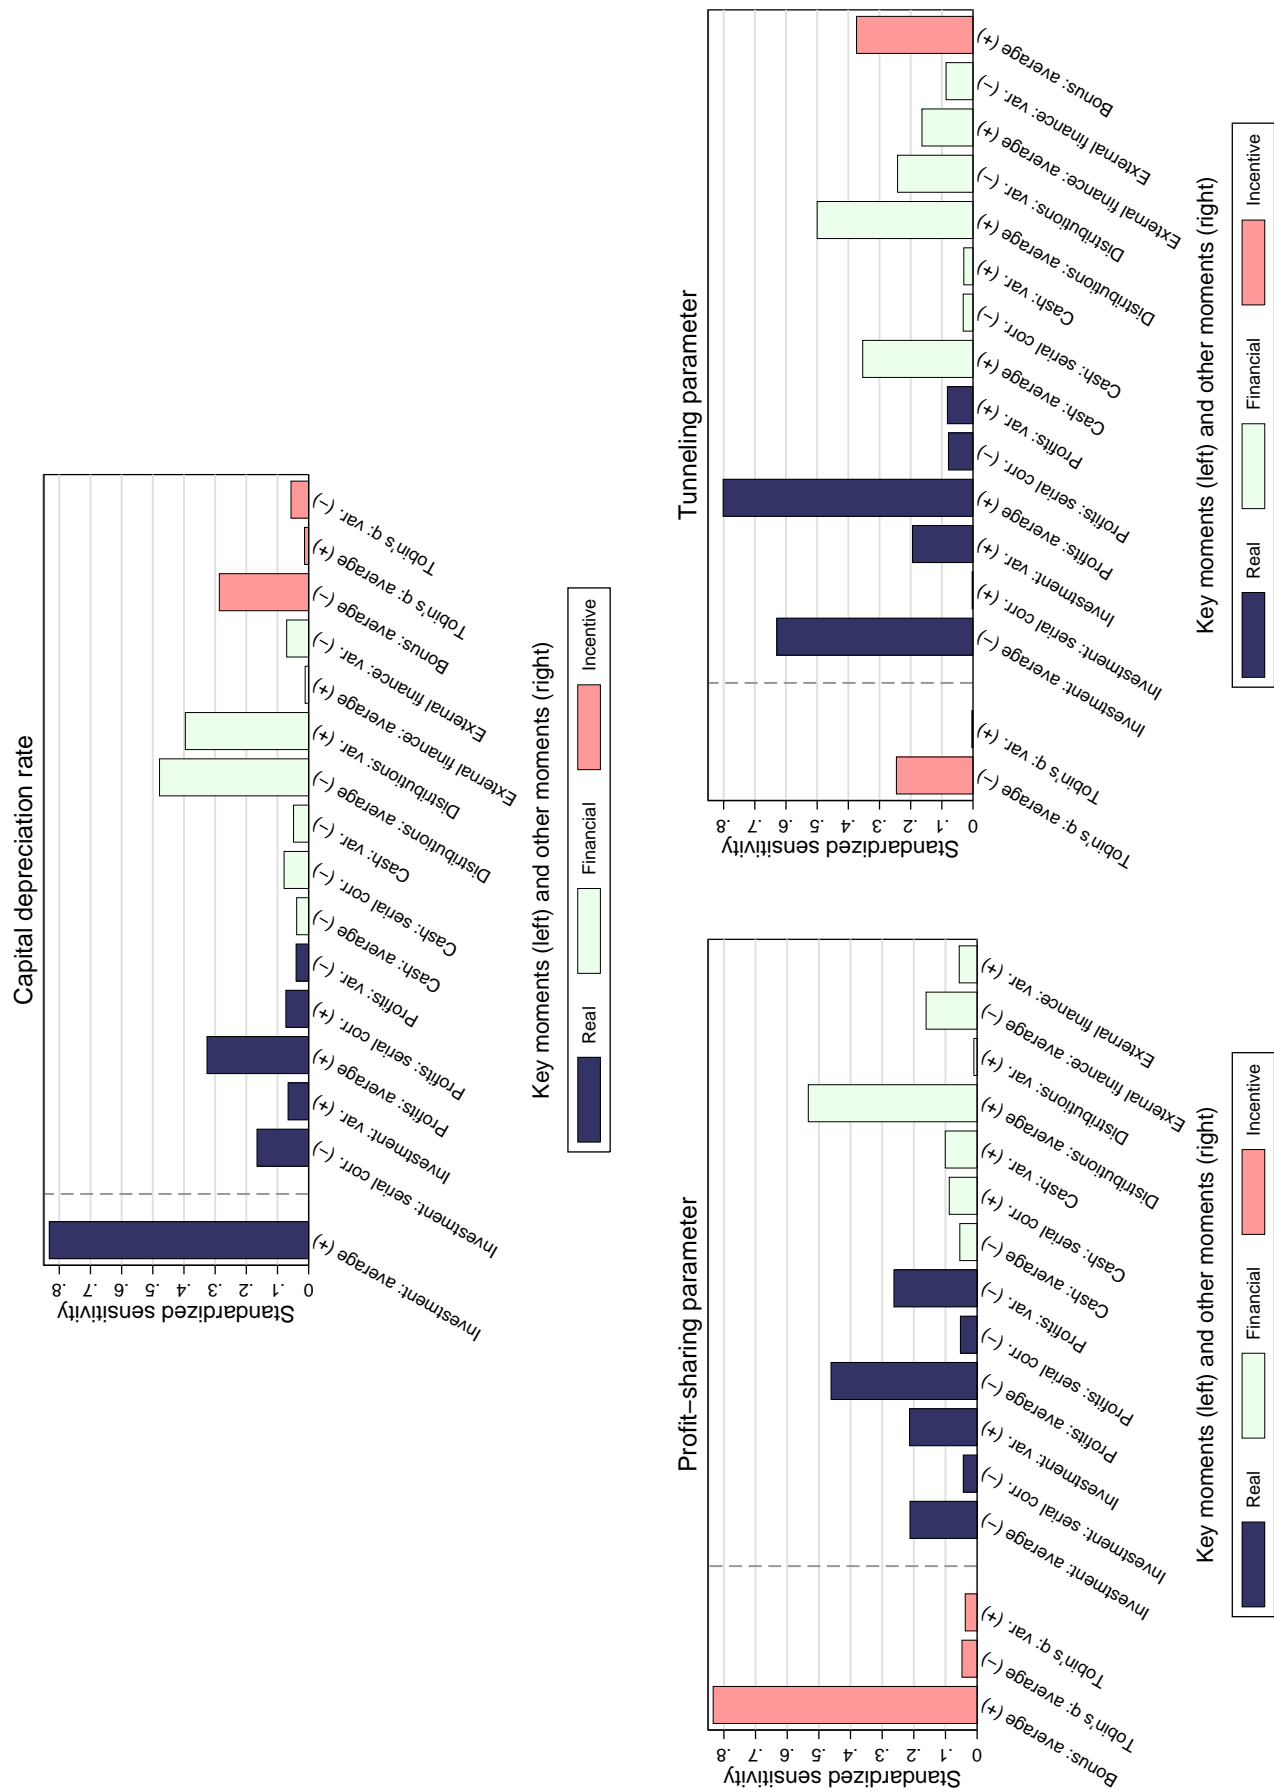 Capital depreciation rate
Standardized sensitivity
0 .1 .2 .3 .4 .5 .6 .7 .8
Investment: average (+)
Investment: serial corr. (−)
Investment: var. (+)
Profits: average (+)
Profits: serial corr. (+)
Profits: var. (−)
Cash: average (−)
Cash: serial corr. (−)
Cash: var. (−)
Distributions: average (−)
Distributions: var. (+)
External finance: average (+)
External finance: var. (−)
Bonus: average (−)
Tobin's q: average (+)
Tobin's q: var. (−)
Key moments (left) and other moments (right)
Real Financial Incentive
Profit−sharing parameter
Standardized sensitivity
0 .1 .2 .3 .4 .5 .6 .7 .8
Bonus: average (+)
Tobin's q: average (−)
Tobin's q: var. (+)
Investment: average (−)
Investment: serial corr. (−)
Investment: var. (+)
Profits: average (−)
Profits: serial corr. (−)
Profits: var. (−)
Cash: average (−)
Cash: serial corr. (+)
Cash: var. (+)
Distributions: average (+)
Distributions: var. (+)
External finance: average (−)
External finance: var. (+)
Key moments (left) and other moments (right)
Real Financial Incentive
Tunneling parameter
Standardized sensitivity
0 .1 .2 .3 .4 .5 .6 .7 .8
Tobin's q: average (−)
Tobin's q: var. (+)
Investment: average (−)
Investment: serial corr. (+)
Investment: var. (+)
Profits: average (+)
Profits: serial corr. (−)
Profits: var. (+)
Cash: average (+)
Cash: serial corr. (−)
Cash: var. (+)
Distributions: average (+)
Distributions: var. (−)
External finance: average (+)
External finance: var. (−)
Bonus: average (+)
Key moments (left) and other moments (right)
Real Financial Incentive